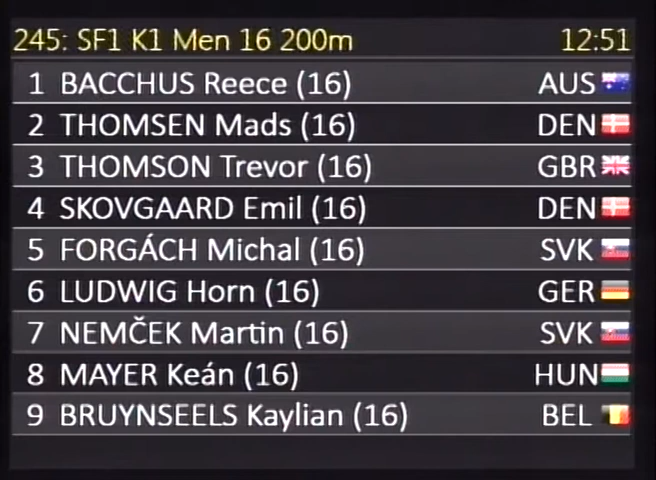 245: SF1 K1 Men 16 200m 12:51
1 BACCHUS Reece (16) AUS
2 THOMSEN Mads (16) DEN
3 THOMSON Trevor (16) GBR
4 SKOVGAARD Emil (16) DEN
5 FORGÁCH Michal (16) SVK
6 LUDWIG Horn (16) GER
7 NEMČEK Martin (16) SVK
8 MAYER Keán (16) HUN
9 BRUYNSEELS Kaylian (16) BEL